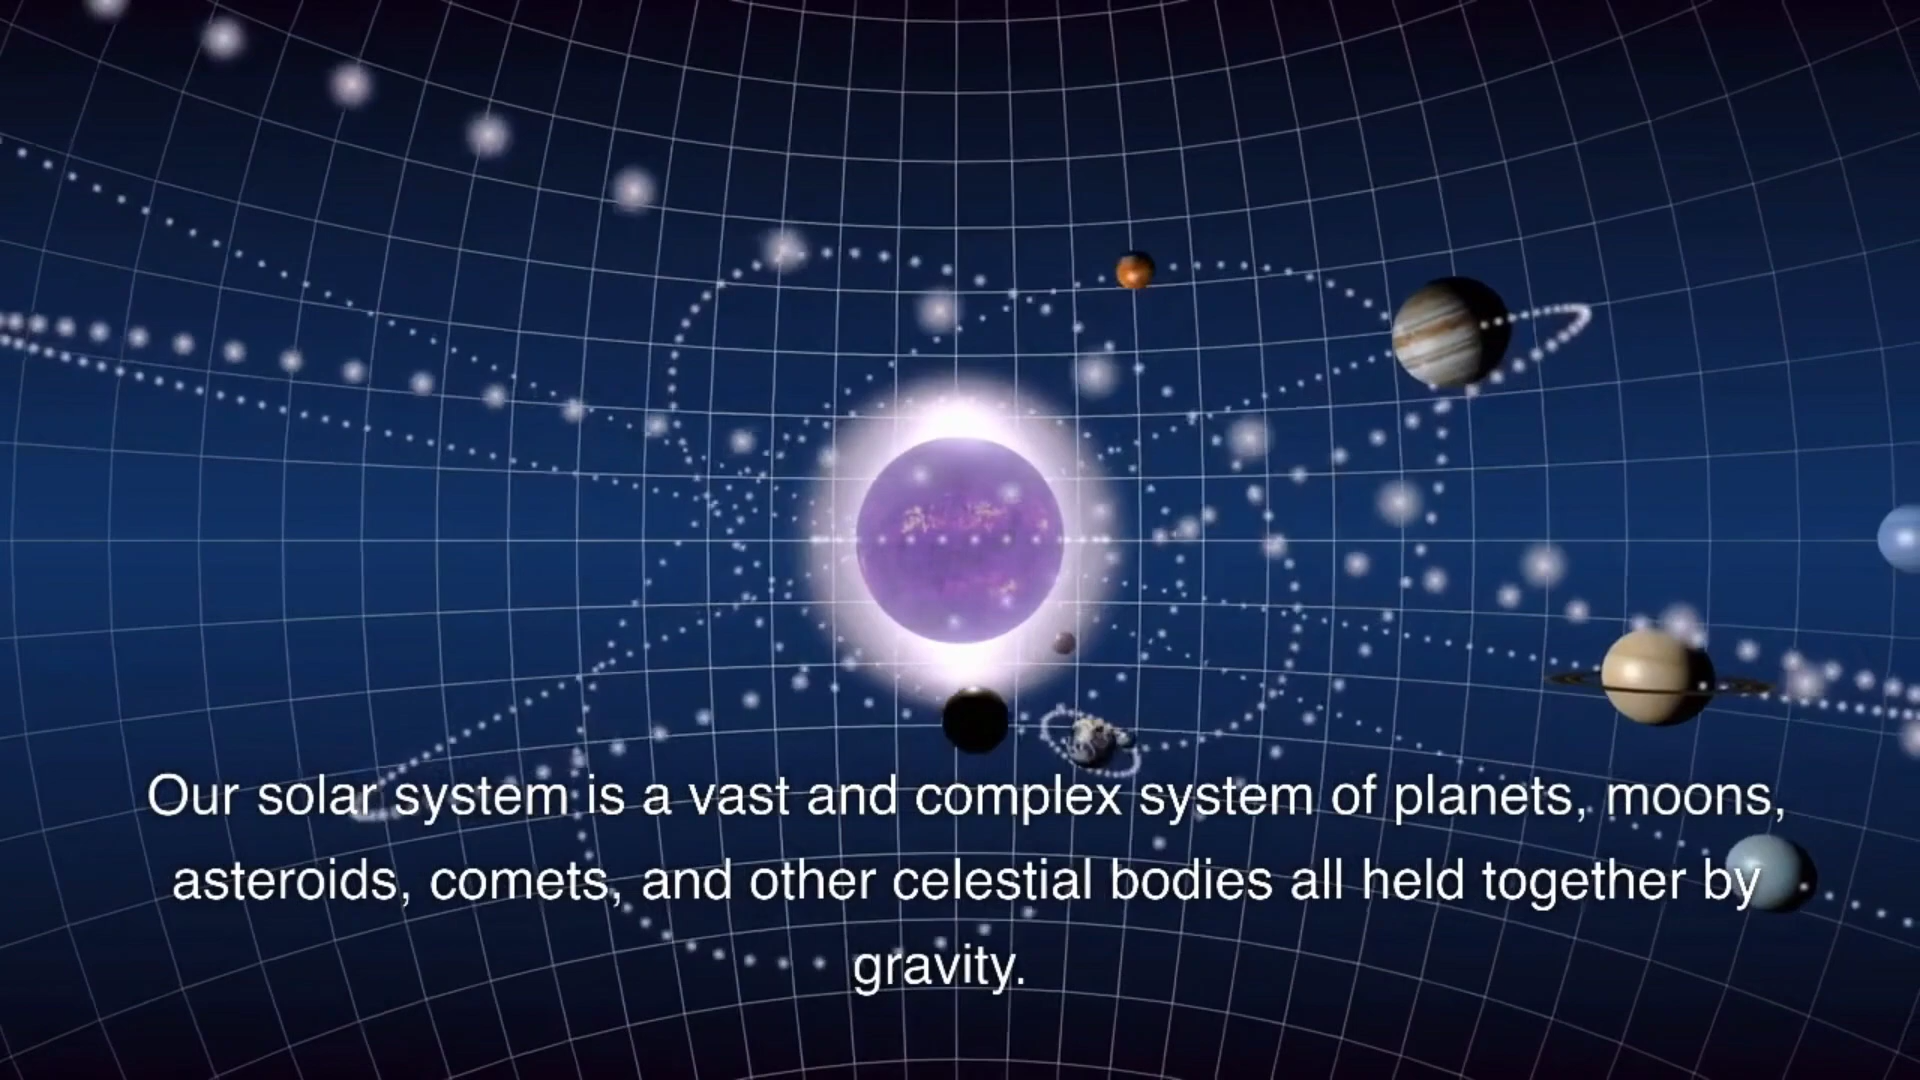 Our solar system is a vast and complex system of planets, moons,
asteroids, comets, and other celestial bodies all held together by
gravity.